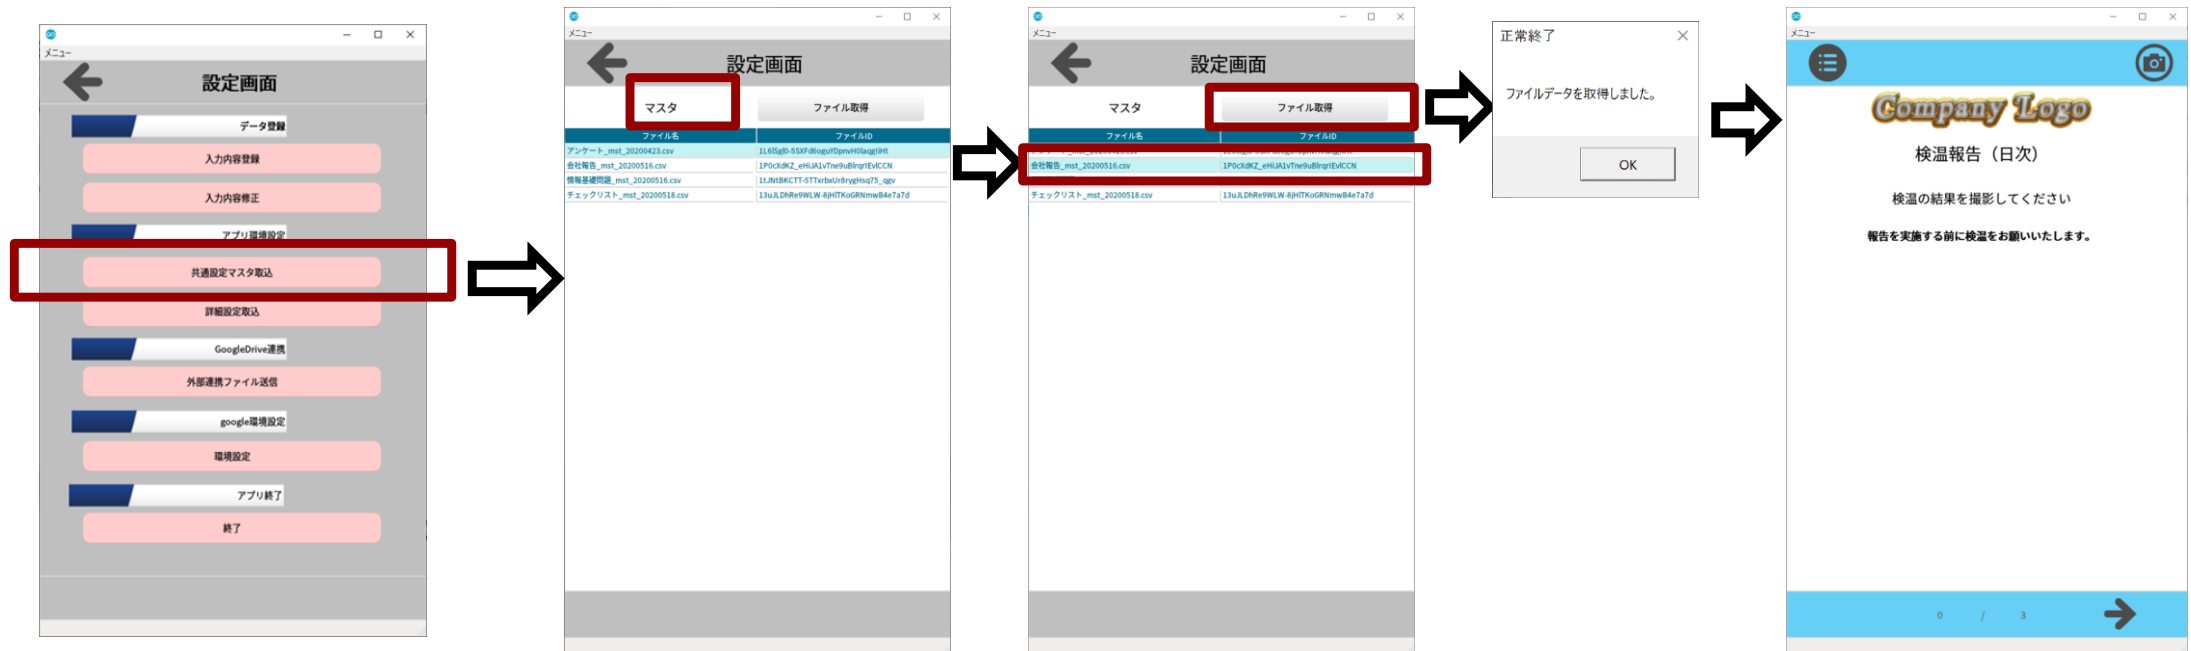 メニュー
設定画面
データ登録
入力内容登録
入力内容修正
アプリ環境設定
共通設定マスタ取込
詳細設定取込
GoogleDrive連携
外部連携ファイル送信
google環境設定
環境設定
アプリ終了
終了
メニュー
設定画面
マスタ
ファイル取得
ファイル名 ファイルID
アンケート_mst_20200423.csv
会社報告_mst_20200516.csv 1P0cXdKZ_eHiJA1vTne9uBlrqrIEvlCCN
情報基礎問題_mst_20200516.csv 1tJNtBKCTT-5TTxrbxUr8rygHsq75_qgv
チェックリスト_mst_20200518.csv 13uJLDhRe9WLW-8jHlTKoGRNmwB4e7a7d
メニュー
設定画面
マスタ
ファイル取得
ファイル名 ファイルID
会社報告_mst_20200516.csv 1P0cXdKZ_eHiJA1vTne9uBlrqrIEvlCCN
チェックリスト_mst_20200518.csv 13uJLDhRe9WLW-8jHlTKoGRNmwB4e7a7d
正常終了
ファイルデータを取得しました。
OK
メニュー
Company Logo
検温報告（日次）
検温の結果を撮影してください
報告を実施する前に検温をお願いいたします。
0 / 3